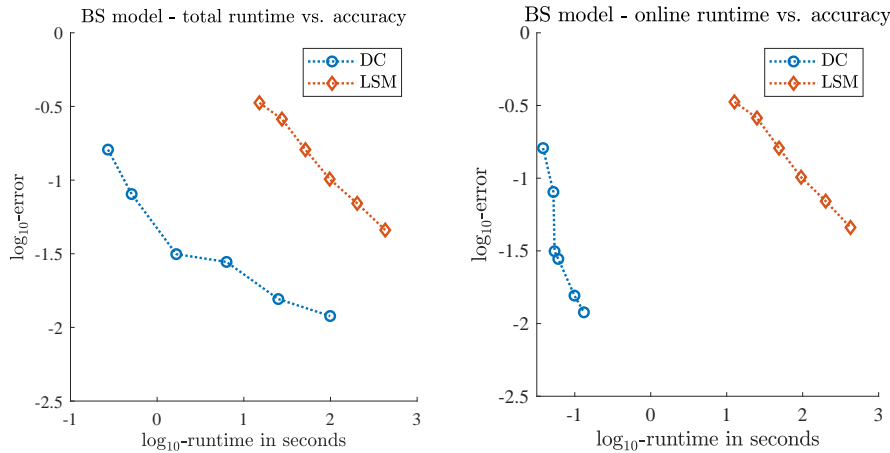 BS model - total runtime vs. accuracy
0
-0.5
-1
-1.5
-2
-2.5
log10-error
DC
LSM
-1
0
1
2
3
log10-runtime in seconds
BS model - online runtime vs. accuracy
0
-0.5
-1
-1.5
-2
-2.5
log10-error
DC
LSM
-1
0
1
2
3
log10-runtime in seconds